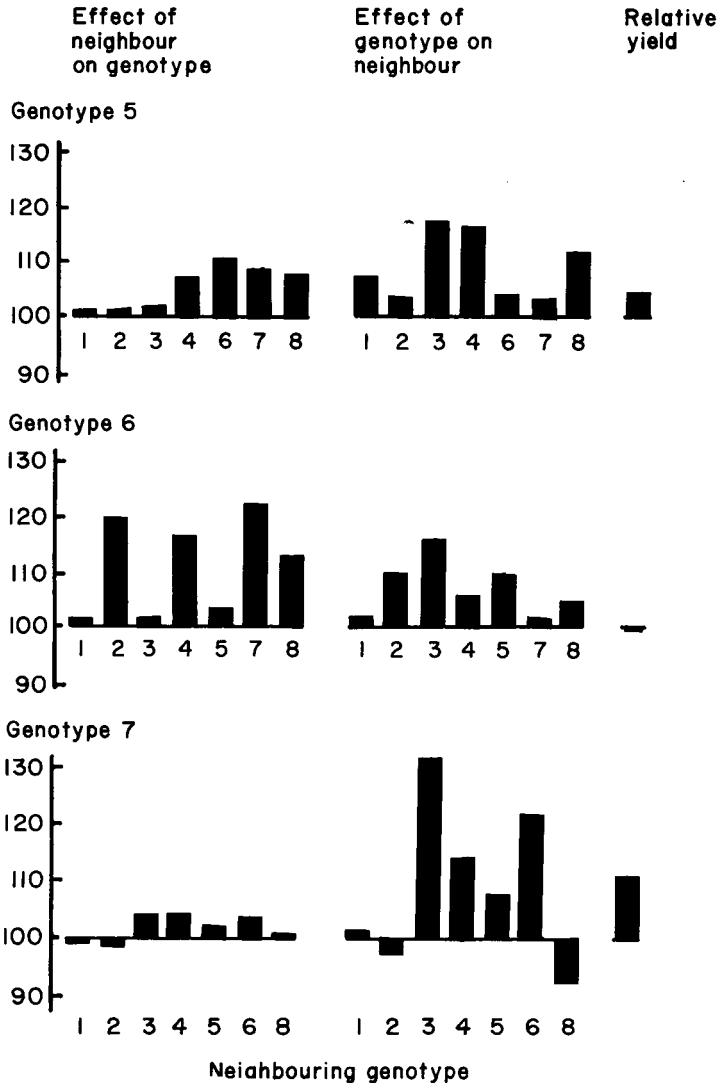 Effect of
neighbour
on genotype
Effect of
genotype on
neighbour
Relative
yield
Genotype 5
130
120
110
100
90
1 2 3 4 6 7 8
1 2 3 4 6 7 8
Genotype 6
130
120
110
100
90
1 2 3 4 5 7 8
1 2 3 4 5 7 8
Genotype 7
130
120
110
100
90
1 2 3 4 5 6 8
1 2 3 4 5 6 8
Neiahbouring genotype